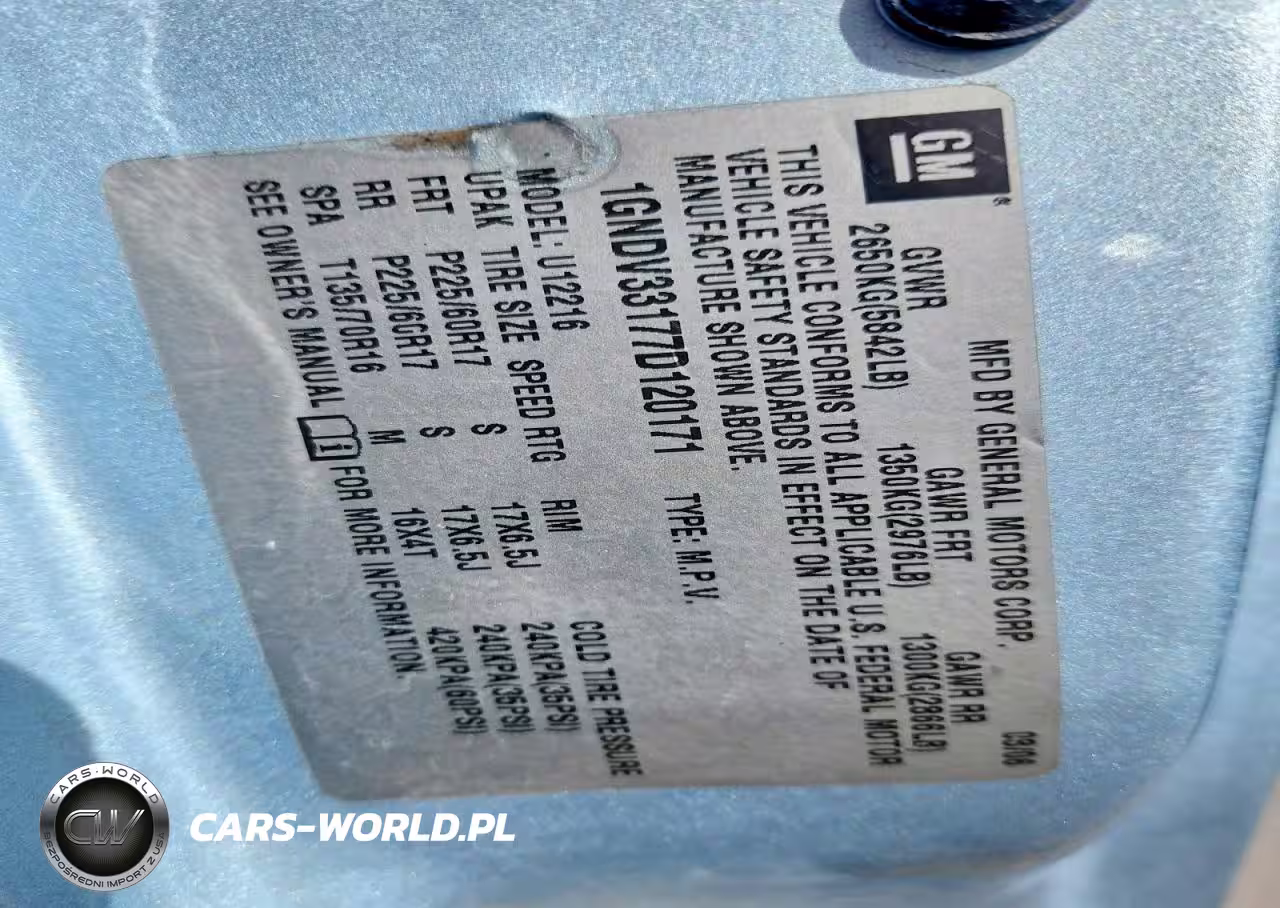 GM
MFD BY GENERAL MOTORS CORP. 03/06
GVWR GAWR FRT GAWR RR
2650KG(5842LB) 1350KG(2976LB) 1300KG(2866LB)
THIS VEHICLE CONFORMS TO ALL APPLICABLE U.S. FEDERAL MOTOR
VEHICLE SAFETY STANDARDS IN EFFECT ON THE DATE OF
MANUFACTURE SHOWN ABOVE.
1GNDV33177D120171 TYPE: M.P.V.
MODEL: U12216
UPAK TIRE SIZE SPEED RTG RIM COLD TIRE PRESSURE
FRT P225/60R17 S 17X6.5J 240KPA(35PSI)
RR P225/60R17 S 17X6.5J 240KPA(35PSI)
SPA T135/70R16 M 16X4T 420KPA(60PSI)
SEE OWNER'S MANUAL FOR MORE INFORMATION.
CARS-WORLD
CW
BEZPOŚREDNI IMPORT Z USA
CARS-WORLD.PL